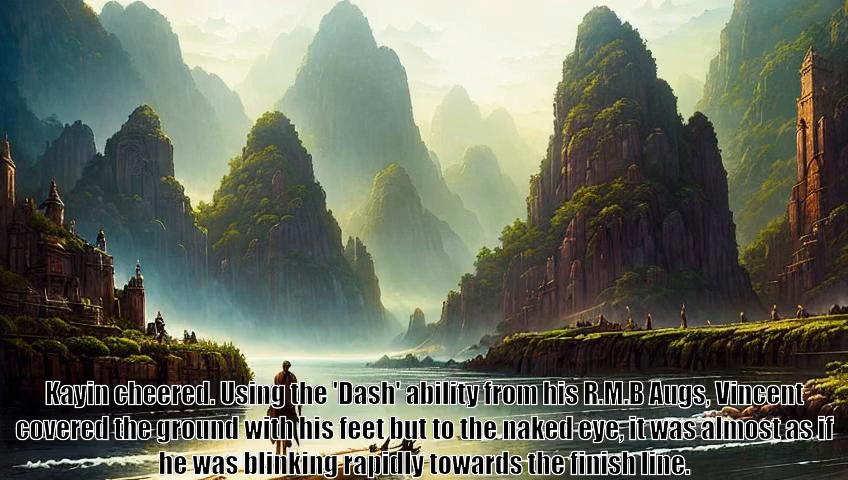 Kayin cheered. Using the 'Dash' ability from his R.M.B Augs, Vincent
covered the ground with his feet but to the naked eye, it was almost as if
he was blinking rapidly towards the finish line.